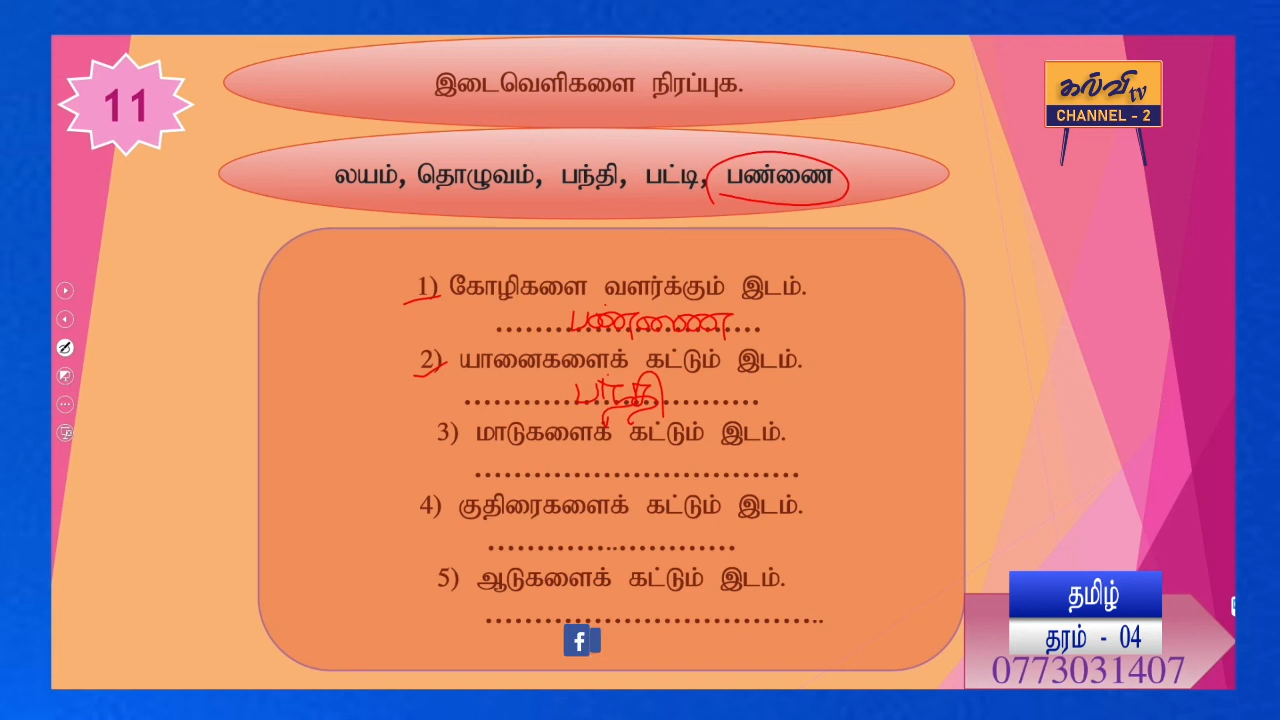 11
இடைவெளிகளை நிரப்புக.
கல்வி tv
CHANNEL - 2
லயம், தொழுவம், பந்தி, பட்டி, பண்ணை
1) கோழிகளை வளர்க்கும் இடம்.
பண்ணை
2) யானைகளைக் கட்டும் இடம்.
பந்தி
3) மாடுகளைக் கட்டும் இடம்.
4) குதிரைகளைக் கட்டும் இடம்.
5) ஆடுகளைக் கட்டும் இடம்.
f
தமிழ்
தரம் - 04
0773031407